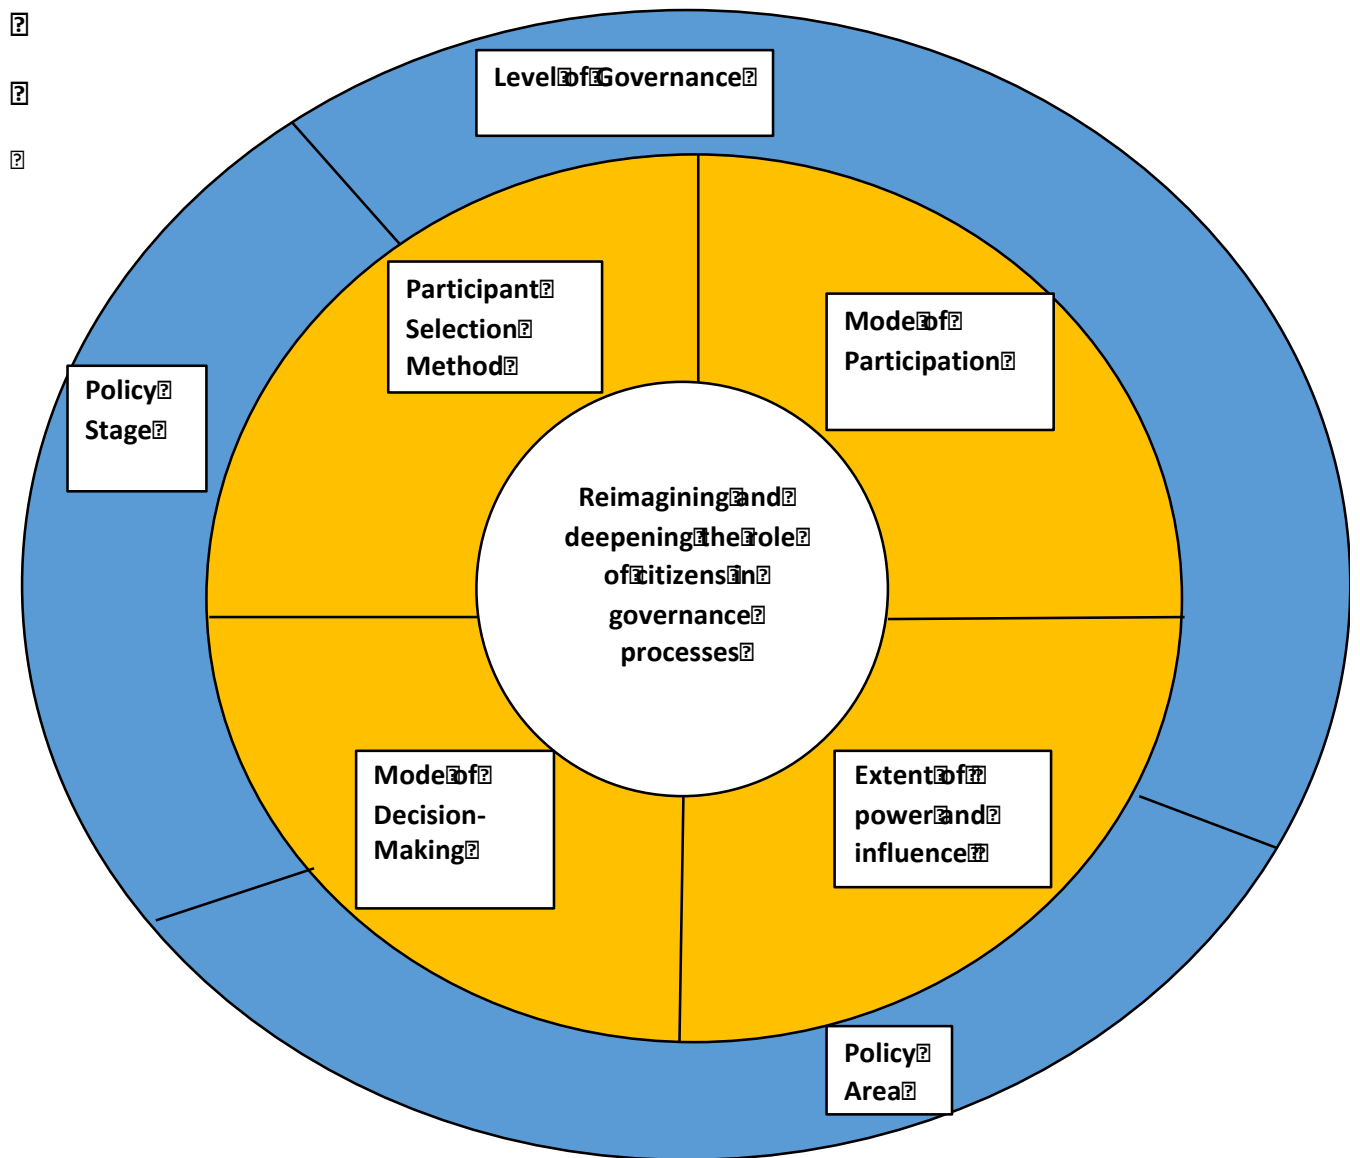 Level of Governance
Participant
Selection
Method
Mode of
Participation
Policy
Stage
Reimagining and
deepening the role
of citizens in
governance
processes
Mode of
Decision-
Making
Extent of
power and
influence
Policy
Area